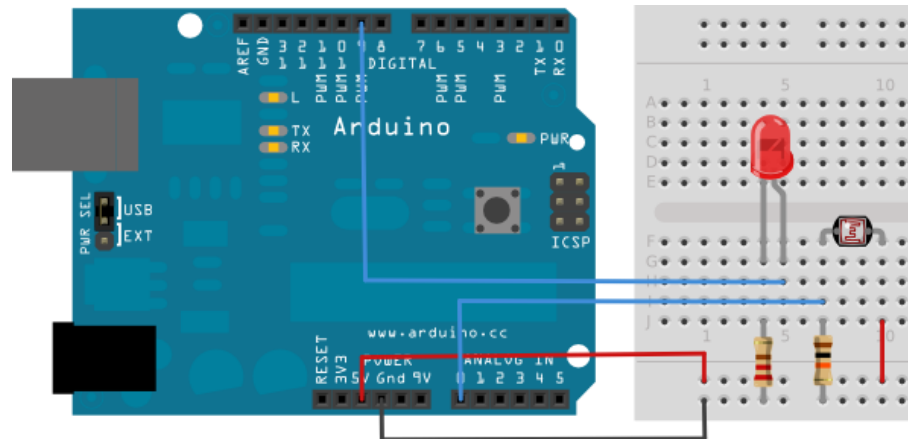 AREF
GND
13
12
11
10
9
8
7
6
5
4
3
2
1
0
DIGITAL
PWM
PWM
PWM
PWM
PWM
PWM
TX
RX
L
TX
RX
Arduino
PWR
1
ICSP
PWR SEL
USB
EXT
www.arduino.cc
POWER
ANALOG IN
RESET
3V3
5V Gnd 9V
0 1 2 3 4 5
1 5 10
A
B
C
D
E
F
G
H
I
J
1 5 10